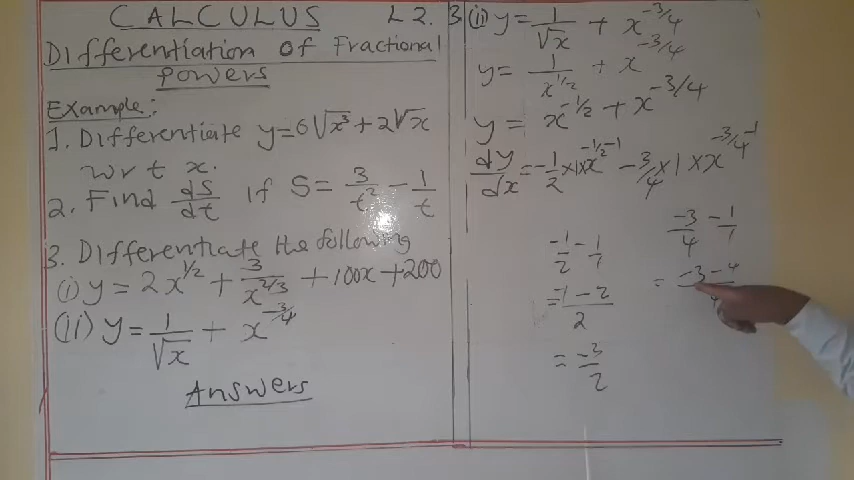 CALCULUS L2.
Differentiation of Fractional
Powers
Example:
1. Differentiate y=6√x³+2√x
wrt x.
2. Find dS/dt if S= 3/t² - 1/t
3. Differentiate the following
(i) y= 2x^1/2 + 3/x^2/3 +100x+200
(ii) y= 1/√x + x^-3/4
Answers
3(ii) y= 1/√x + x^-3/4
y= 1/x^1/2 + x^-3/4
y= x^-1/2 + x^-3/4
dy/dx = -1/2 ×1× x^-1/2-1 - 3/4 ×1× x^-3/4-1
-1/2 - 1/1
= -1-2/2
= -3/2
-3/4 - 1/1
= -3-4/4